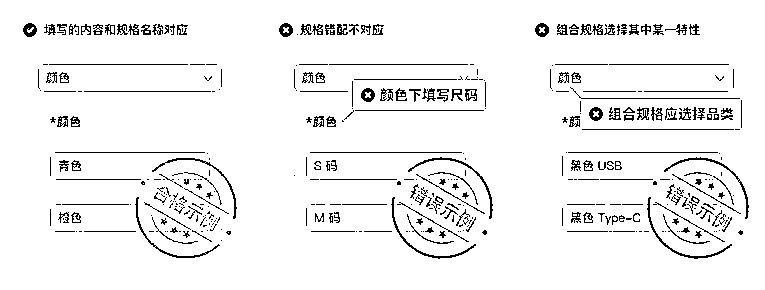 填写的内容和规格名称对应
颜色
*颜色
青色
橙色
合格示例
规格错配不对应
颜色
颜色下填写尺码
*颜色
S 码
M 码
错误示例
组合规格选择其中某一特性
颜色
组合规格应选择品类
*颜
黑色 USB
黑色 Type-C
错误示例